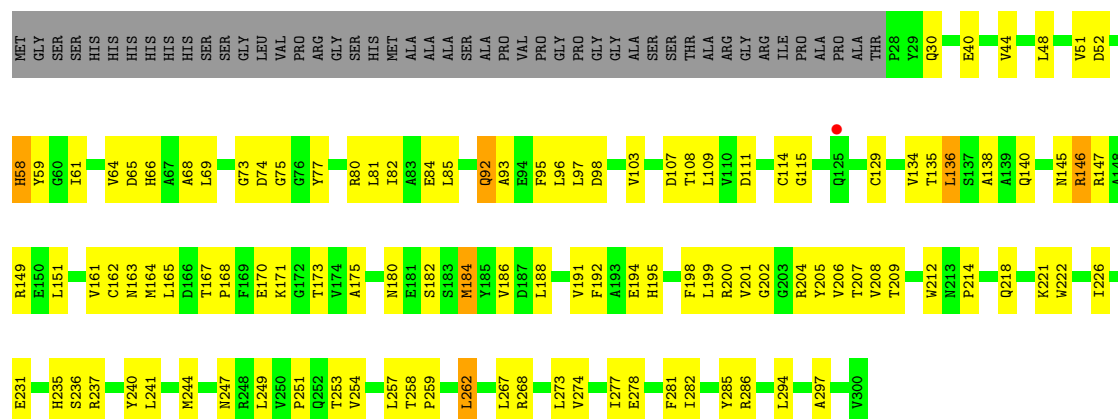 MET GLY SER SER HIS HIS HIS HIS HIS HIS SER SER GLY LEU VAL PRO ARG GLY SER HIS MET ALA ALA ALA SER ALA PRO VAL PRO GLY PRO GLY GLY ALA SER SER THR ALA ARG GLY ARG ILE PRO ALA PRO ALA THR P28 Y29 Q30 E40 V44 L48 V51 D52
H58 Y59 G60 I61 V64 D65 H66 A67 A68 L69 G73 D74 G75 G76 Y77 R80 L81 I82 A83 E84 L85 Q92 A93 E94 F95 L96 L97 D98 V103 D107 T108 L109 V110 D111 C114 G115 Q125 C129 V134 T135 L136 S137 A138 A139 Q140 N145 R146 R147 A148
R149 E150 L151 V161 C162 N163 M164 L165 D166 T167 P168 F169 E170 K171 G172 T173 V174 A175 N180 E181 S182 S183 M184 Y185 V186 D187 L188 V191 F192 A193 E194 H195 F198 L199 R200 V201 G202 G203 R204 Y205 V206 T207 V208 T209 W212 N213 P214 Q218 K221 W222 I226
E231 H235 S236 R237 Y240 L241 M244 N247 R248 L249 V250 P251 Q252 T253 V254 L257 T258 P259 L262 L267 R268 L273 V274 I277 E278 F281 I282 Y285 R286 L294 A297 V300